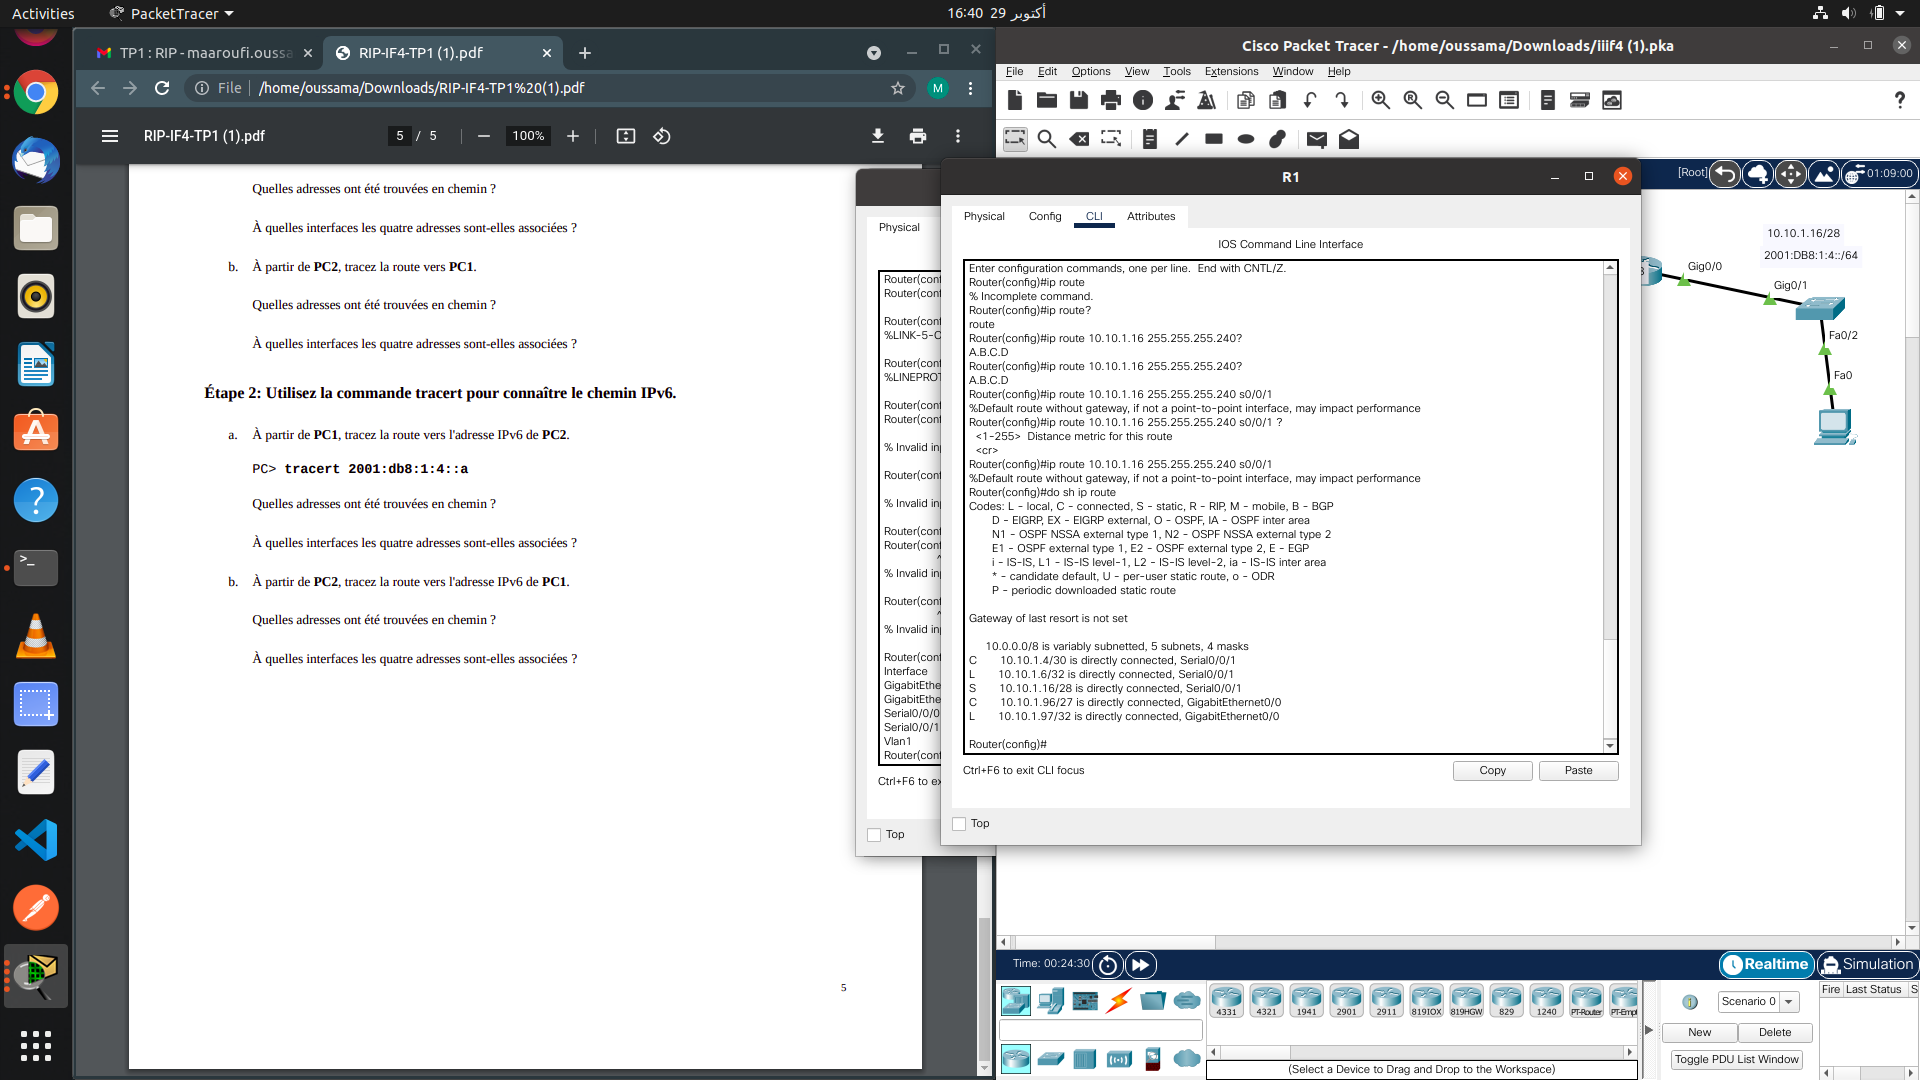 Activities
PacketTracer
16:40 29 أكتوبر
TP1 : RIP - maaroufi.oussa
RIP-IF4-TP1 (1).pdf
File
/home/oussama/Downloads/RIP-IF4-TP1%20(1).pdf
M
RIP-IF4-TP1 (1).pdf
5 / 5
100%
Quelles adresses ont été trouvées en chemin ?
À quelles interfaces les quatre adresses sont-elles associées ?
b. À partir de PC2, tracez la route vers PC1.
Quelles adresses ont été trouvées en chemin ?
À quelles interfaces les quatre adresses sont-elles associées ?
Étape 2: Utilisez la commande tracert pour connaître le chemin IPv6.
a. À partir de PC1, tracez la route vers l'adresse IPv6 de PC2.
PC> tracert 2001:db8:1:4::a
Quelles adresses ont été trouvées en chemin ?
À quelles interfaces les quatre adresses sont-elles associées ?
b. À partir de PC2, tracez la route vers l'adresse IPv6 de PC1.
Quelles adresses ont été trouvées en chemin ?
À quelles interfaces les quatre adresses sont-elles associées ?
5
Physical
Router(conf
Router(conf
Router(conf
%LINK-5-C
Router(conf
%LINEPROT
Router(conf
Router(conf
% Invalid inp
Router(conf
% Invalid inp
Router(conf
Router(conf
^
% Invalid inp
Router(conf
^
% Invalid inp
Router(conf
Interface
GigabitEthe
GigabitEthe
Serial0/0/0
Serial0/0/1
Vlan1
Router(conf
Ctrl+F6 to ex
Top
Cisco Packet Tracer - /home/oussama/Downloads/iiif4 (1).pka
File Edit Options View Tools Extensions Window Help
[Root]
01:09:00
R1
Physical Config CLI Attributes
IOS Command Line Interface
Enter configuration commands, one per line. End with CNTL/Z.
Router(config)#ip route
% Incomplete command.
Router(config)#ip route?
route
Router(config)#ip route 10.10.1.16 255.255.255.240?
A.B.C.D
Router(config)#ip route 10.10.1.16 255.255.255.240?
A.B.C.D
Router(config)#ip route 10.10.1.16 255.255.255.240 s0/0/1
%Default route without gateway, if not a point-to-point interface, may impact performance
Router(config)#ip route 10.10.1.16 255.255.255.240 s0/0/1 ?
<1-255> Distance metric for this route
<cr>
Router(config)#ip route 10.10.1.16 255.255.255.240 s0/0/1
%Default route without gateway, if not a point-to-point interface, may impact performance
Router(config)#do sh ip route
Codes: L - local, C - connected, S - static, R - RIP, M - mobile, B - BGP
D - EIGRP, EX - EIGRP external, O - OSPF, IA - OSPF inter area
N1 - OSPF NSSA external type 1, N2 - OSPF NSSA external type 2
E1 - OSPF external type 1, E2 - OSPF external type 2, E - EGP
i - IS-IS, L1 - IS-IS level-1, L2 - IS-IS level-2, ia - IS-IS inter area
* - candidate default, U - per-user static route, o - ODR
P - periodic downloaded static route
Gateway of last resort is not set
10.0.0.0/8 is variably subnetted, 5 subnets, 4 masks
C 10.10.1.4/30 is directly connected, Serial0/0/1
L 10.10.1.6/32 is directly connected, Serial0/0/1
S 10.10.1.16/28 is directly connected, Serial0/0/1
C 10.10.1.96/27 is directly connected, GigabitEthernet0/0
L 10.10.1.97/32 is directly connected, GigabitEthernet0/0
Router(config)#
Ctrl+F6 to exit CLI focus
Copy
Paste
Top
10.10.1.16/28
2001:DB8:1:4::/64
Gig0/0
Gig0/1
Fa0/2
Fa0
Time: 00:24:30
Realtime
Simulation
4331 4321 1941 2901 2911 819IOX 819HGW 829 1240 PT-Router PT-Empt
(Select a Device to Drag and Drop to the Workspace)
Scenario 0
New
Delete
Toggle PDU List Window
Fire Last Status S